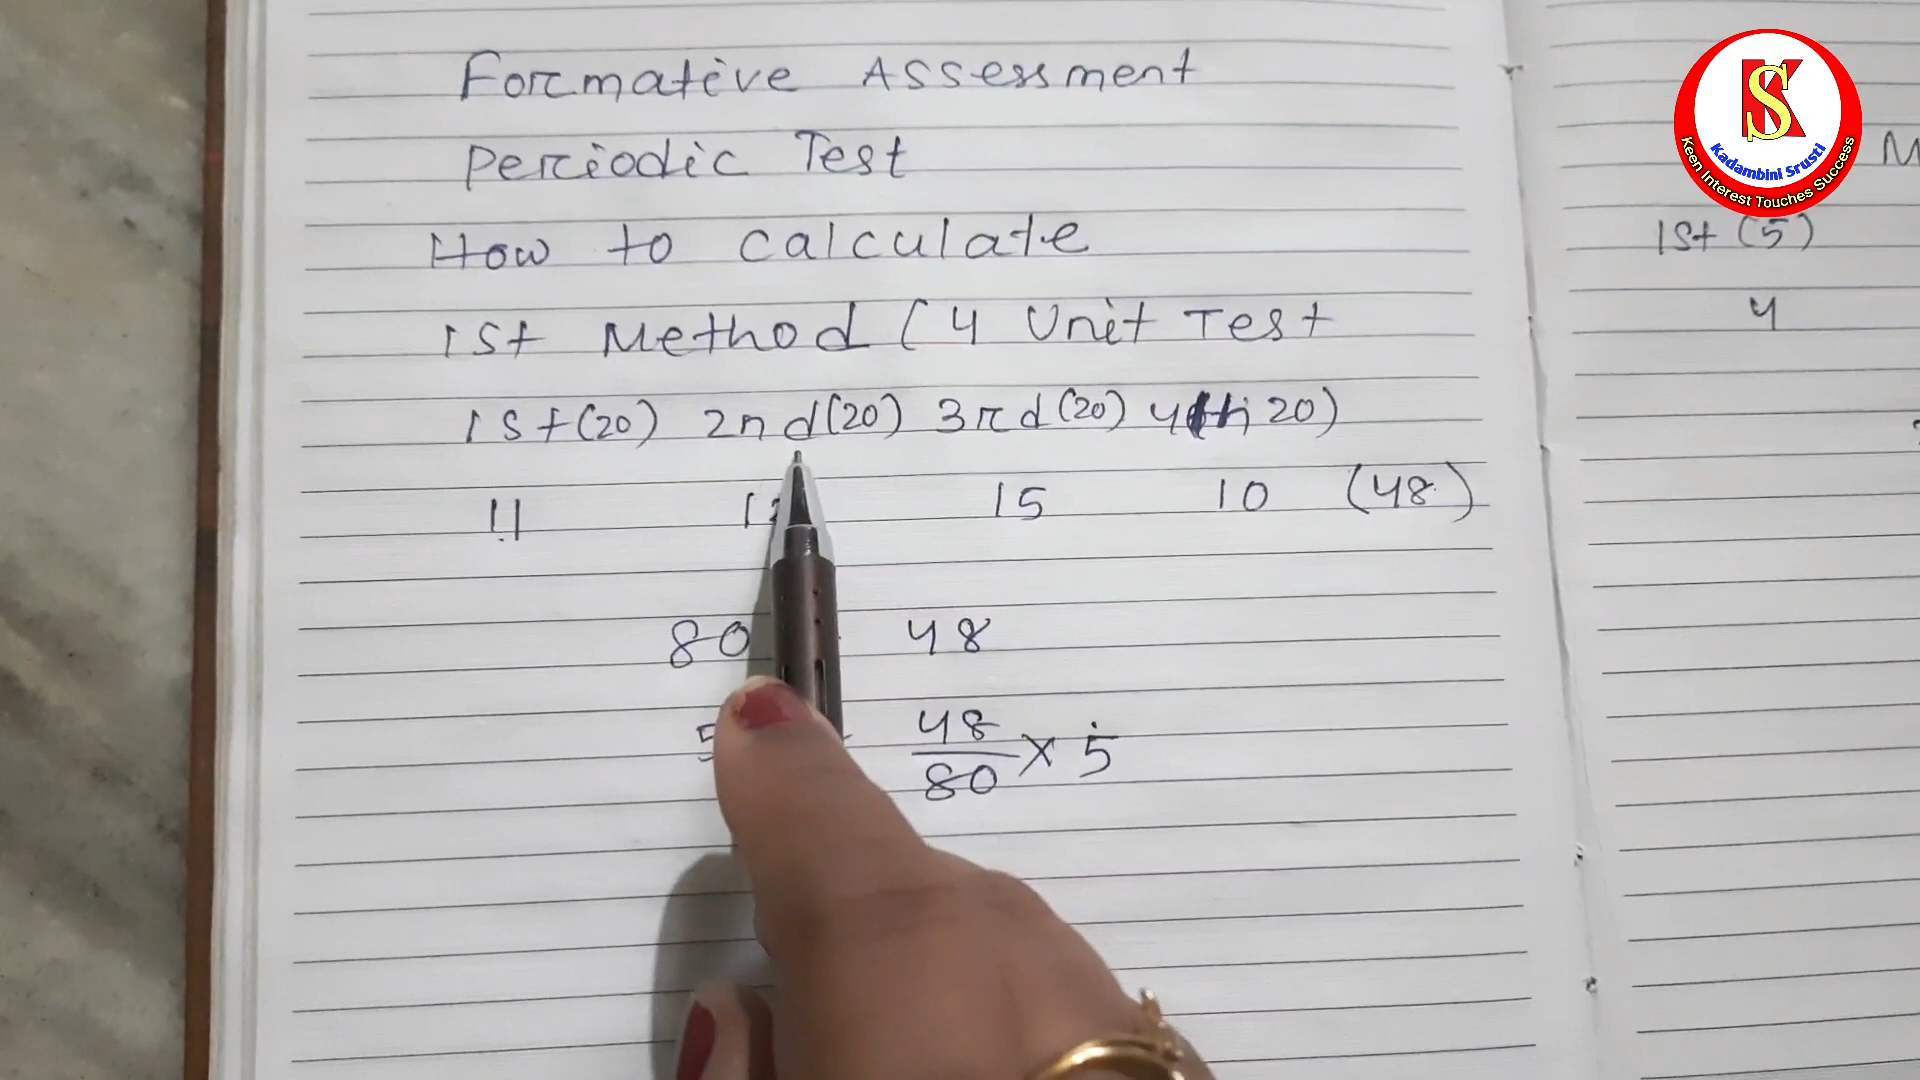 Formative Assessment
Periodic Test
How to calculate
1st Method (4 Unit Test
1st (20) 2nd (20) 3rd (20) 4th 20)
11 15 10 (48)
80 48
48
80 × 5
1st (5)
4
KS
Kadambini Srusti
Keen Interest Touches Success